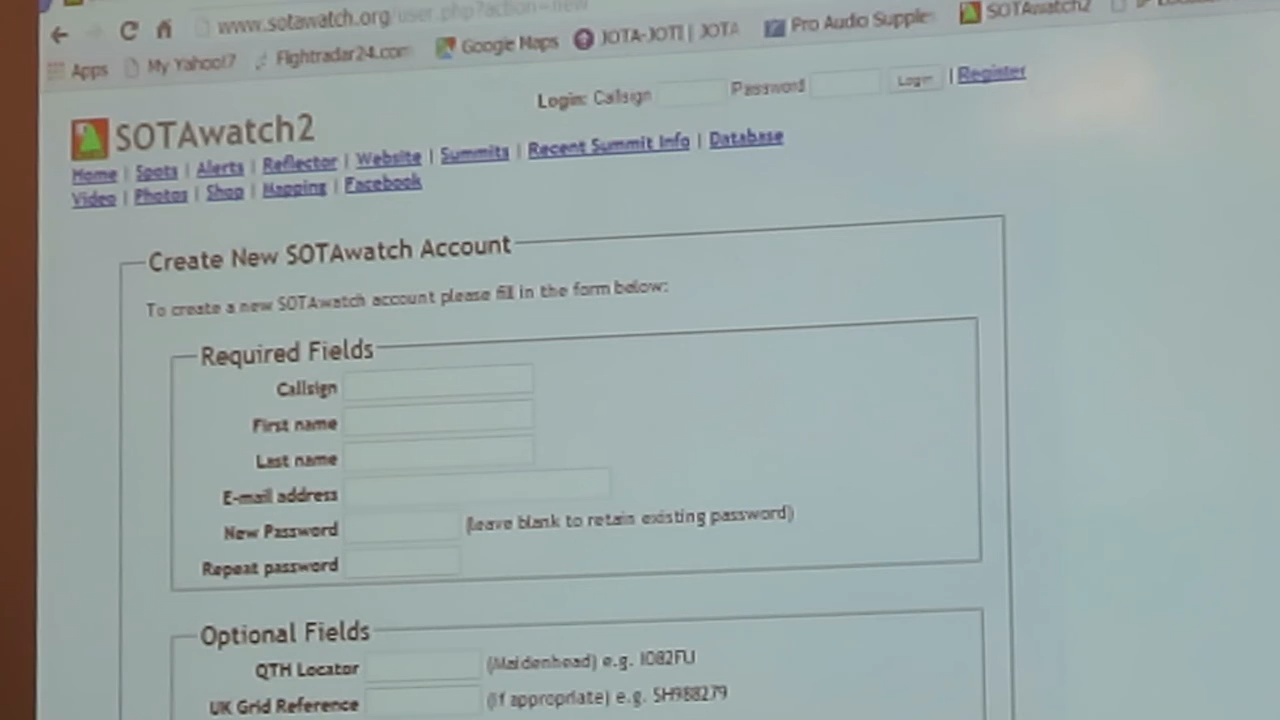 www.sotawatch.org/user.php?action=new
Apps My Yahoo!7 Flightradar24.com Google Maps JOTA-JOTI | JOTA Pro Audio Supplie SOTAwatch2
Login: Callsign Password Login | Register
SOTAwatch2
Home | Spots | Alerts | Reflector | Website | Summits | Recent Summit Info | Database
Video | Photos | Shop | Mapping | Facebook
Create New SOTAwatch Account
To create a new SOTAwatch account please fill in the form below:
Required Fields
Callsign
First name
Last name
E-mail address
New Password (leave blank to retain existing password)
Repeat password
Optional Fields
QTH Locator (Maidenhead) e.g. IO82FU
UK Grid Reference (if appropriate) e.g. SH988279